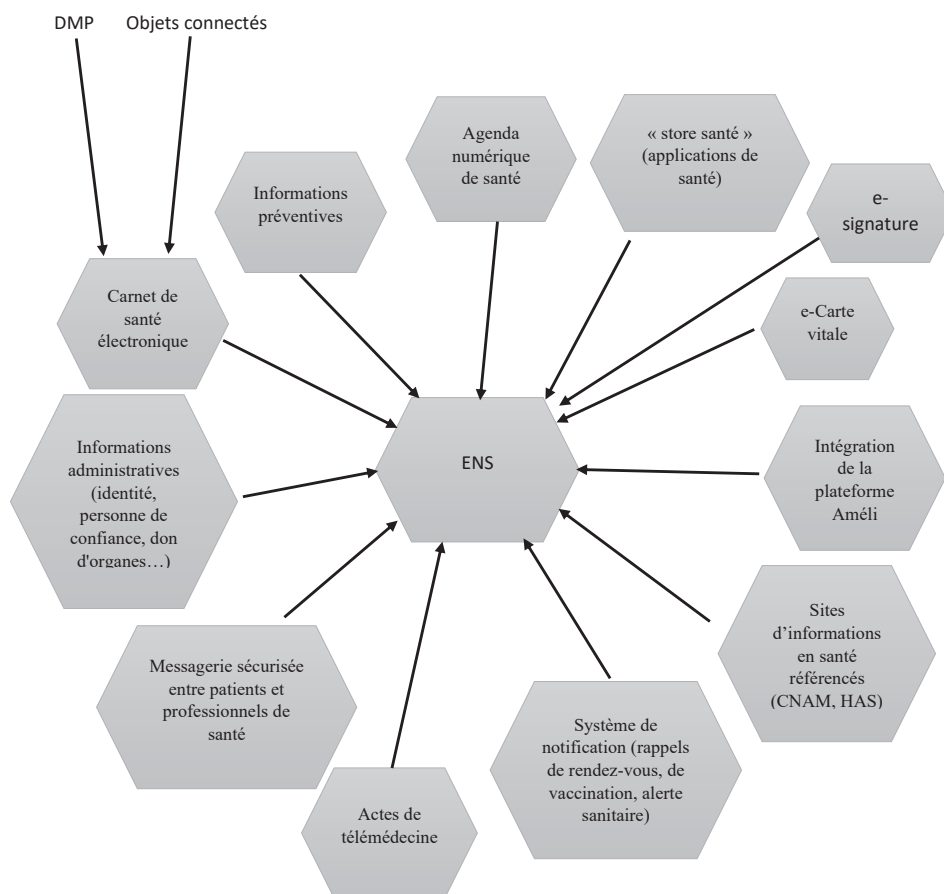 DMP
Objets connectés
Agenda
numérique
de santé
« store santé »
(applications de
santé)
Informations
préventives
e-
signature
Carnet de
santé
électronique
e-Carte
vitale
Informations
administratives
(identité,
personne de
confiance, don
d'organes…)
ENS
Intégration
de la
plateforme
Améli
Messagerie sécurisée
entre patients et
professionnels de
santé
Sites
d’informations
en santé
référencés
(CNAM, HAS)
Système de
notification (rappels
de rendez-vous, de
vaccination, alerte
sanitaire)
Actes de
télémédecine